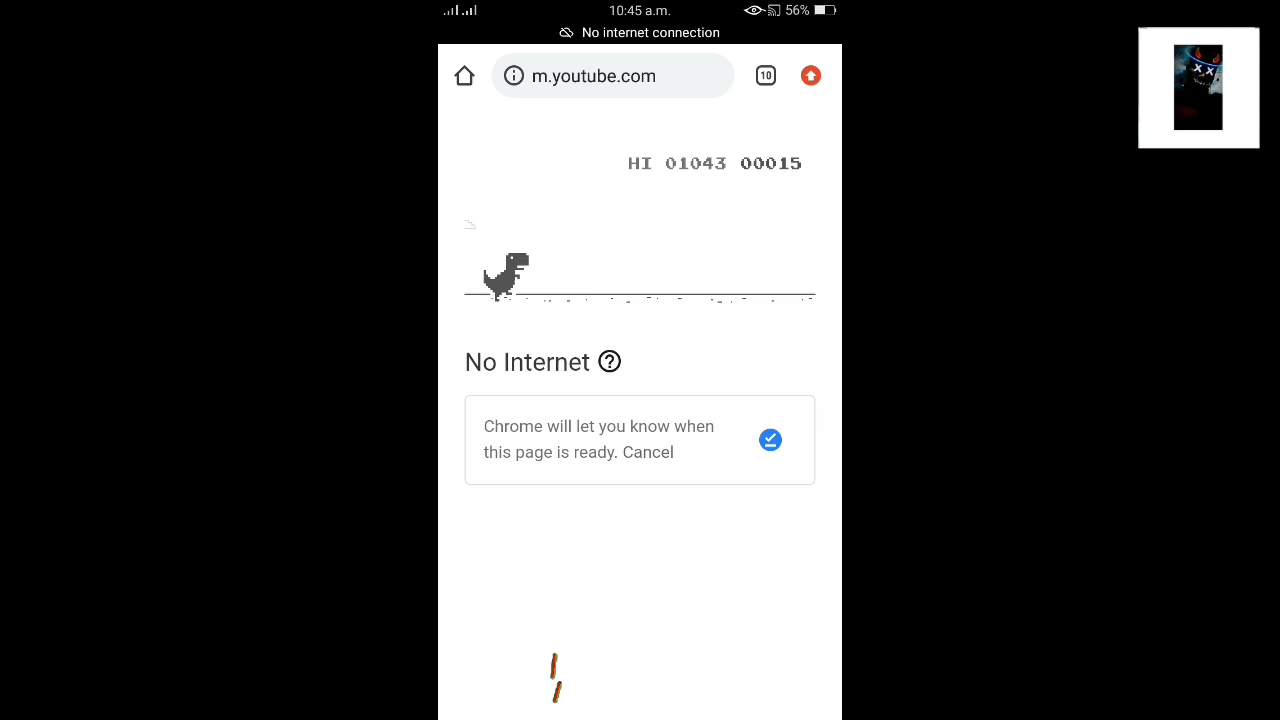 10:45 a.m.
56%
No internet connection
m.youtube.com
10
HI 01043 00015
No Internet
Chrome will let you know when
this page is ready. Cancel